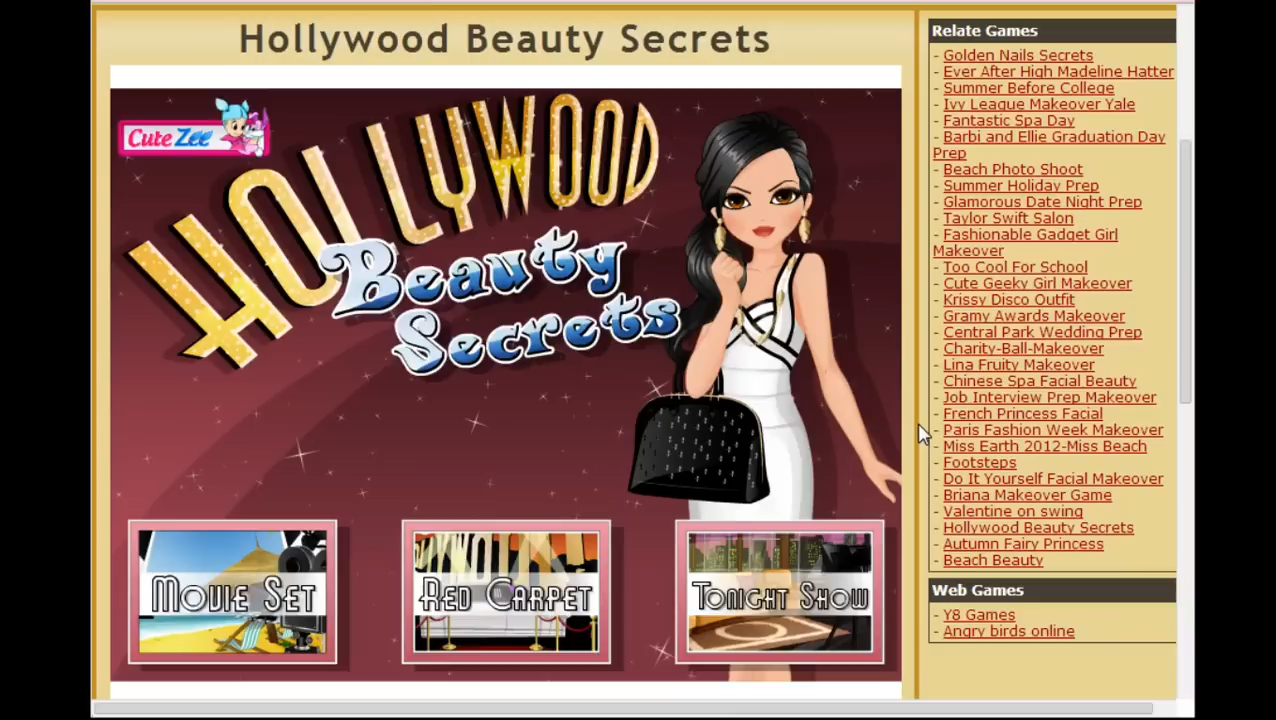 Hollywood Beauty Secrets
Cute Zee
HOLLYWOOD
Beauty
Secrets
MOVIE SET
RED CARPET
TONIGHT SHOW
Relate Games
- Golden Nails Secrets
- Ever After High Madeline Hatter
- Summer Before College
- Ivy League Makeover Yale
- Fantastic Spa Day
- Barbi and Ellie Graduation Day
Prep
- Beach Photo Shoot
- Summer Holiday Prep
- Glamorous Date Night Prep
- Taylor Swift Salon
- Fashionable Gadget Girl
Makeover
- Too Cool For School
- Cute Geeky Girl Makeover
- Krissy Disco Outfit
- Gramy Awards Makeover
- Central Park Wedding Prep
- Charity-Ball-Makeover
- Lina Fruity Makeover
- Chinese Spa Facial Beauty
- Job Interview Prep Makeover
- French Princess Facial
- Paris Fashion Week Makeover
- Miss Earth 2012-Miss Beach
- Footsteps
- Do It Yourself Facial Makeover
- Briana Makeover Game
- Valentine on swing
- Hollywood Beauty Secrets
- Autumn Fairy Princess
- Beach Beauty
Web Games
- Y8 Games
- Angry birds online